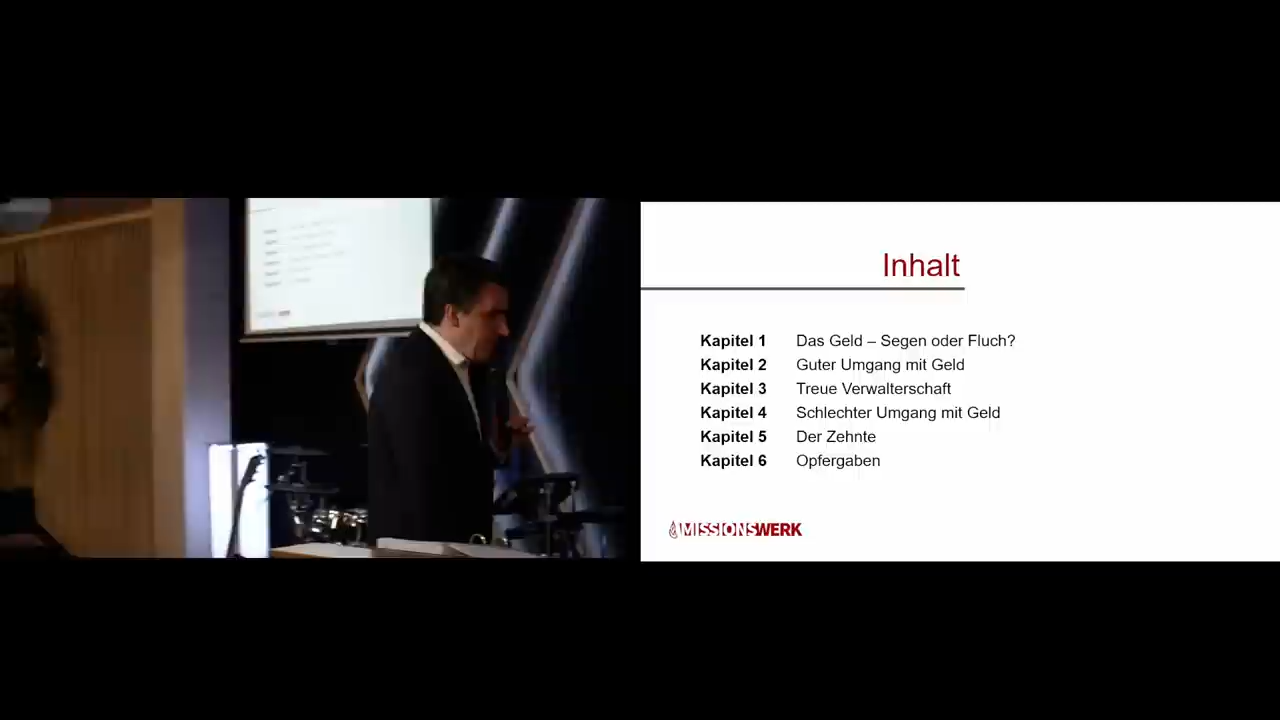 Inhalt
Kapitel 1 Das Geld – Segen oder Fluch?
Kapitel 2 Guter Umgang mit Geld
Kapitel 3 Treue Verwalterschaft
Kapitel 4 Schlechter Umgang mit Geld
Kapitel 5 Der Zehnte
Kapitel 6 Opfergaben
MISSIONSWERK